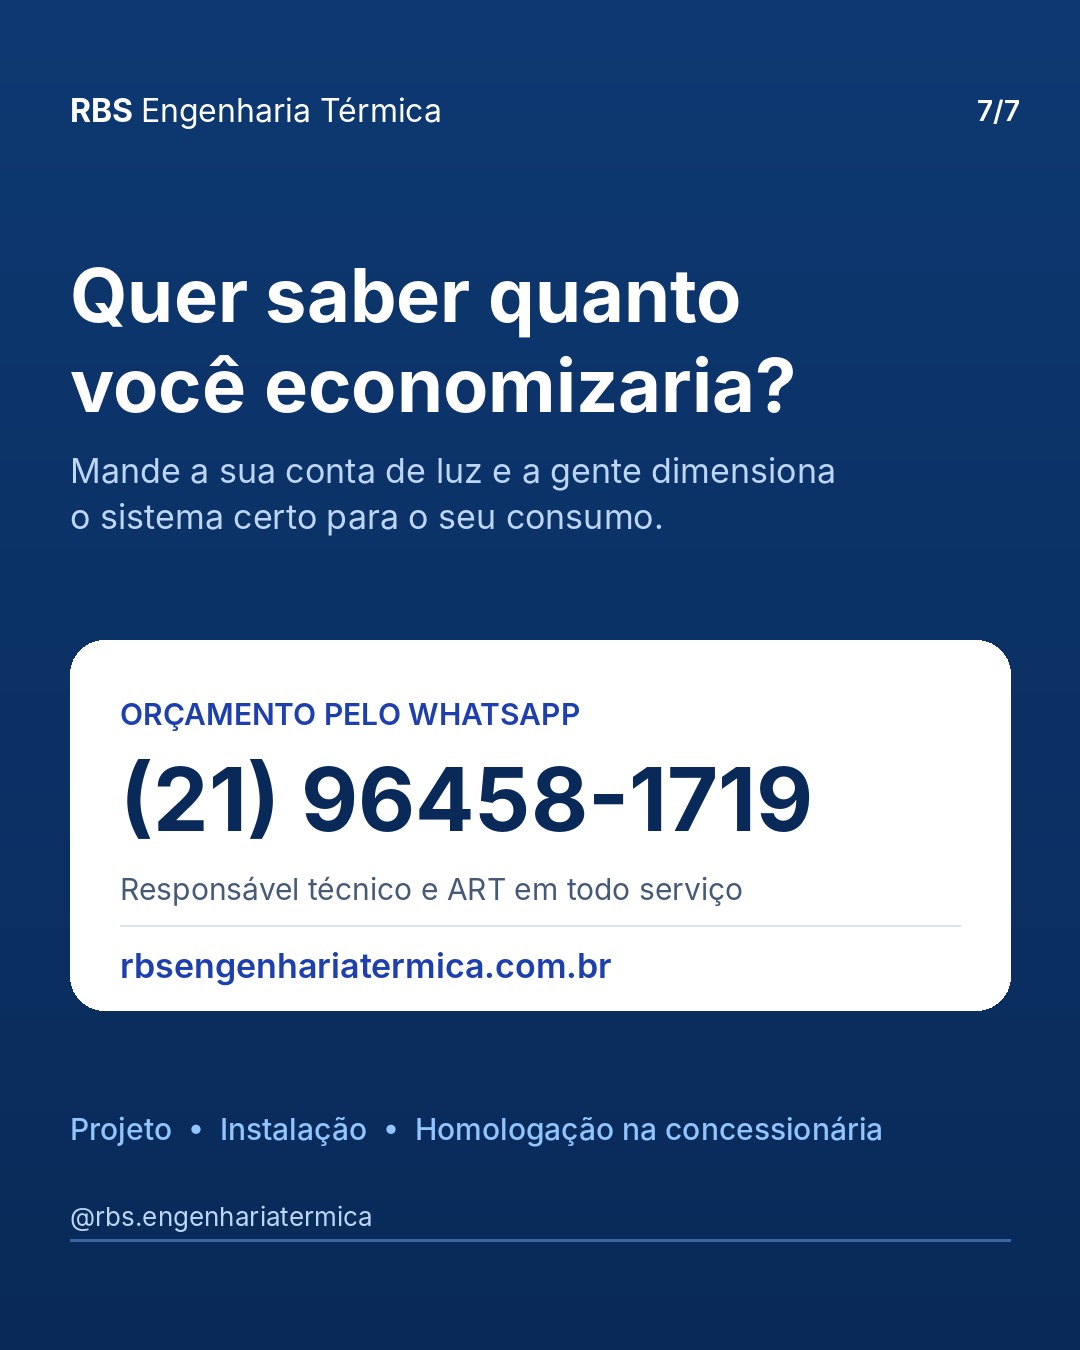 RBS Engenharia Térmica
7/7
Quer saber quanto
você economizaria?
Mande a sua conta de luz e a gente dimensiona
o sistema certo para o seu consumo.
ORÇAMENTO PELO WHATSAPP
(21) 96458-1719
Responsável técnico e ART em todo serviço
rbsengenhariatermica.com.br
Projeto • Instalação • Homologação na concessionária
@rbs.engenhariatermica